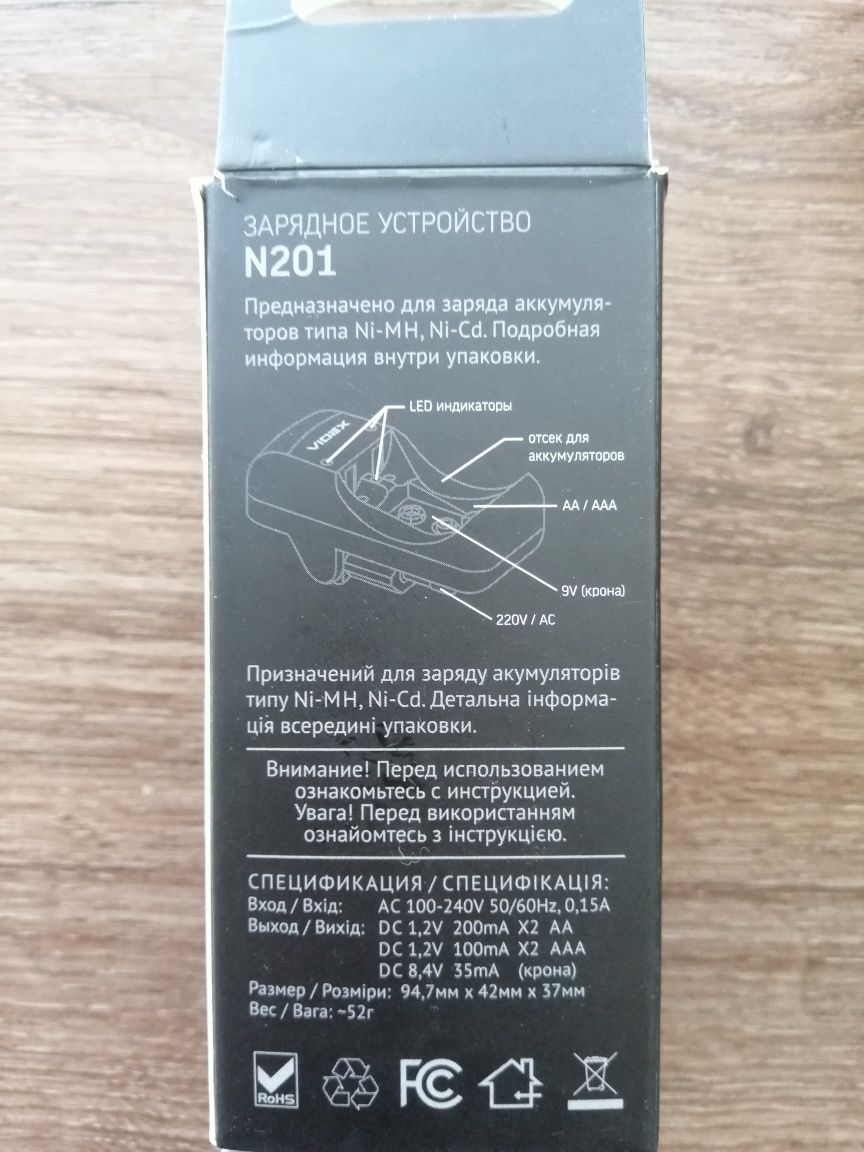 ЗАРЯДНОЕ УСТРОЙСТВО
N201
Предназначено для заряда аккумуля-
торов типа Ni-MH, Ni-Cd. Подробная
информация внутри упаковки.
LED индикаторы
VIDEX
отсек для
аккумуляторов
AA / AAA
9V (крона)
220V / AC
Призначений для заряду акумуляторів
типу Ni-MH, Ni-Cd. Детальна інформа-
ція всередині упаковки.
Внимание! Перед использованием
ознакомьтесь с инструкцией.
Увага! Перед використанням
ознайомтесь з інструкцією.
СПЕЦИФИКАЦИЯ / СПЕЦИФІКАЦІЯ:
Вход / Вхід: AC 100-240V 50/60Hz, 0,15A
Выход / Вихід: DC 1,2V 200mA X2 AA
DC 1,2V 100mA X2 AAA
DC 8,4V 35mA (крона)
Размер / Розміри: 94,7мм x 42мм x 37мм
Вес / Вага: ~52г
RoHS
FC